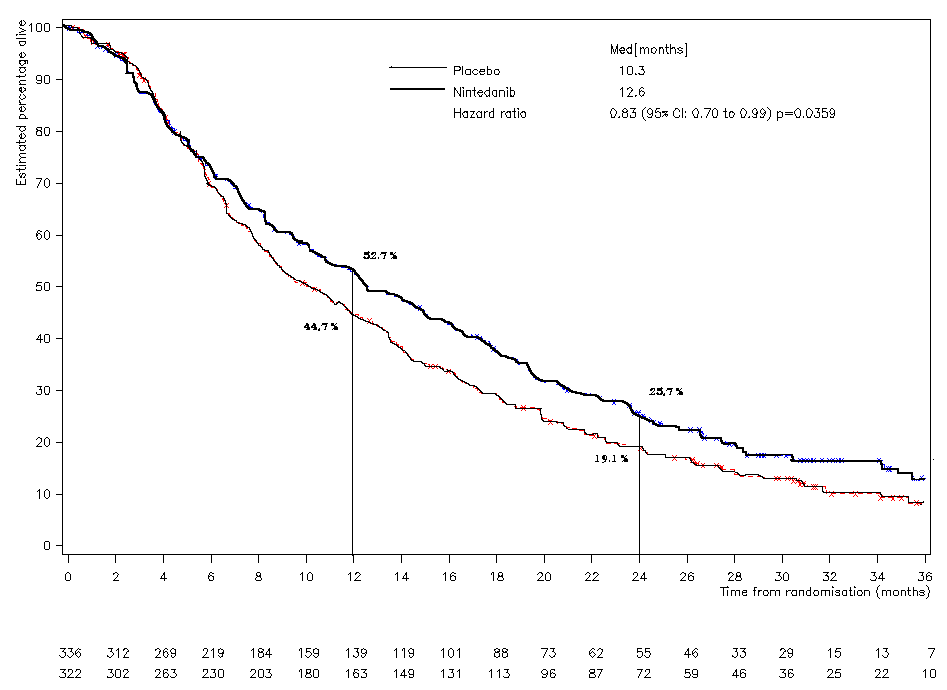 Estimated percentage alive
Med[months]
Placebo 10.3
Nintedanib 12.6
Hazard ratio 0.83 (95% CI: 0.70 to 0.99) p=0.0359
100
90
80
70
60
50
40
30
20
10
0
52.7%
44,7%
25,7%
19.1%
0 2 4 6 8 10 12 14 16 18 20 22 24 26 28 30 32 34 36
Time from randomisation (months)
336 312 269 219 184 159 139 119 101 88 73 62 55 46 33 29 15 13 7
322 302 263 230 203 180 163 149 131 113 96 87 72 59 46 36 25 22 10